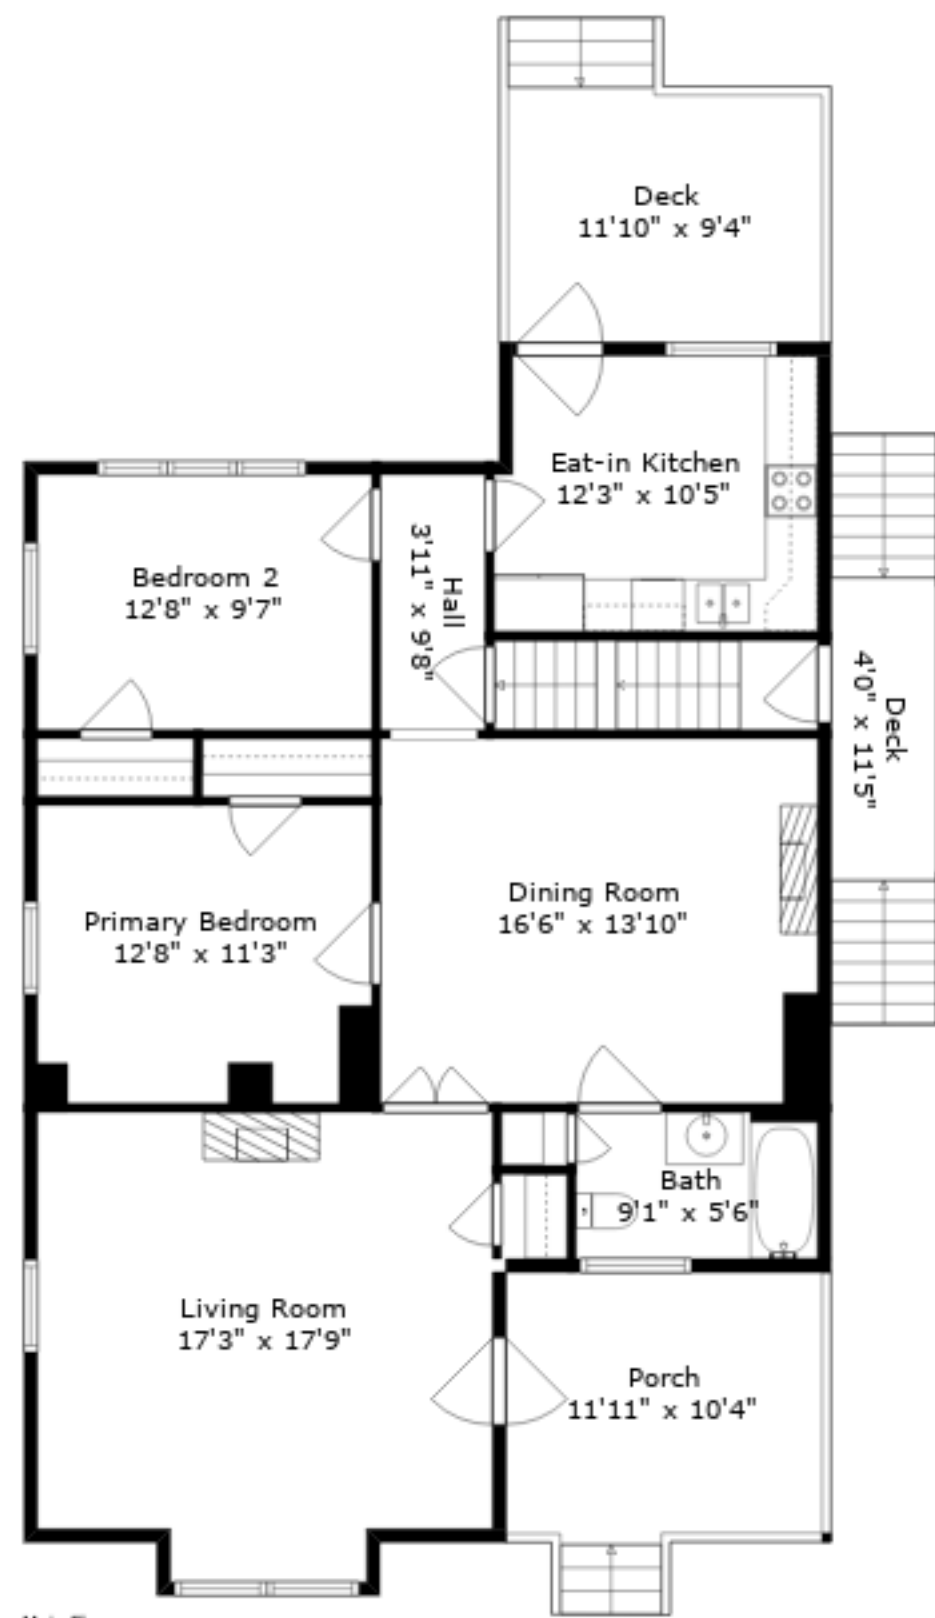 Deck
11'10" x 9'4"
Eat-in Kitchen
12'3" x 10'5"
Bedroom 2
12'8" x 9'7"
Hall
3'11" x 9'8"
Deck
4'0" x 11'5"
Dining Room
16'6" x 13'10"
Primary Bedroom
12'8" x 11'3"
Bath
9'1" x 5'6"
Living Room
17'3" x 17'9"
Porch
11'11" x 10'4"